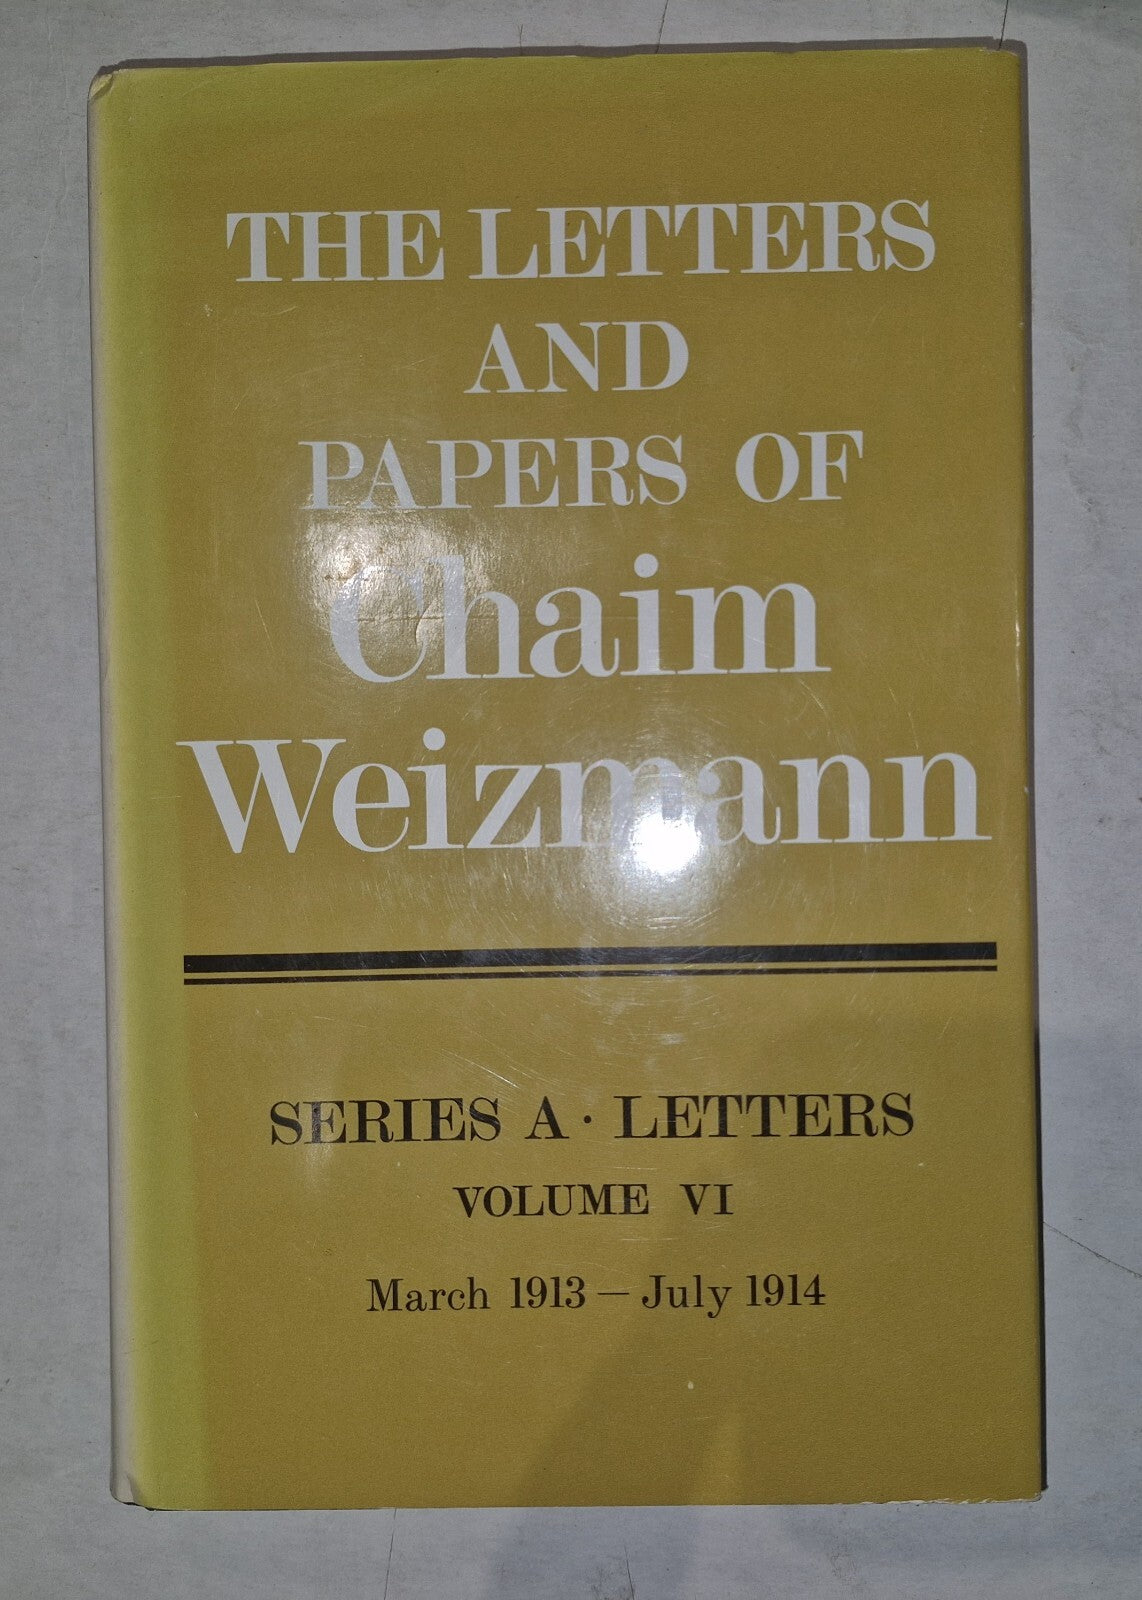 THE LETTERS
AND
PAPERS OF
Chaim
Weizmann
SERIES A · LETTERS
VOLUME VI
March 1913 – July 1914